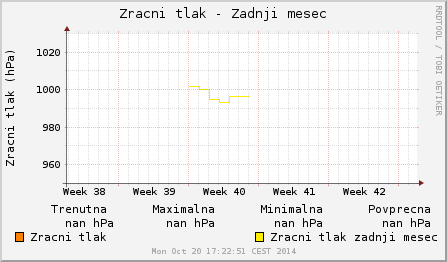 Zracni tlak - Zadnji mesec
RRDTOOL / TOBI OETIKER
Zracni tlak (hPa)
1020
1000
980
960
Week 38 Week 39 Week 40 Week 41 Week 42
Trenutna Maximalna Minimalna Povprecna
nan hPa nan hPa nan hPa nan hPa
Zracni tlak Zracni tlak zadnji mesec
Mon Oct 20 17:22:51 CEST 2014